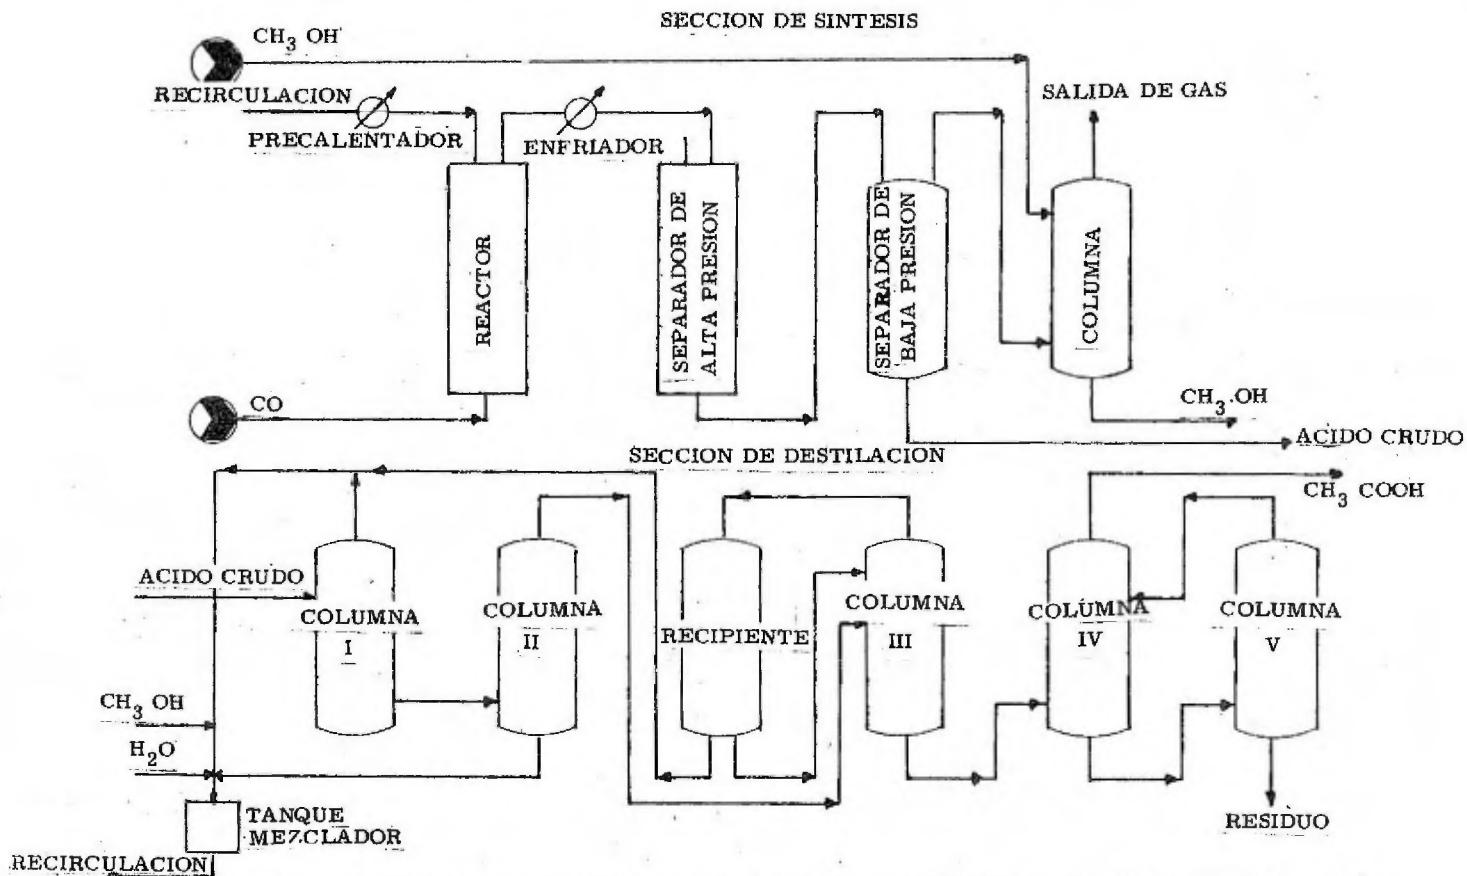 SECCION DE SINTESIS
CH3 OH
RECIRCULACION
PRECALENTADOR
ENFRIADOR
SALIDA DE GAS
REACTOR
SEPARADOR DE
ALTA PRESION
SEPARADOR DE
BAJA PRESION
COLUMNA
CO
CH3 OH
ACIDO CRUDO
SECCION DE DESTILACION
CH3 COOH
ACIDO CRUDO
COLUMNA
I
COLUMNA
II
RECIPIENTE
COLUMNA
III
COLUMNA
IV
COLUMNA
V
CH3 OH
H2O
TANQUE
MEZCLADOR
RESIDUO
RECIRCULACION